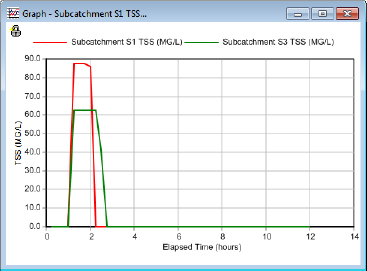 Graph - Subcatchment S1 TSS...
Subcatchment S1 TSS (MG/L) Subcatchment S3 TSS (MG/L)
90.0
80.0
70.0
60.0
50.0
40.0
30.0
20.0
10.0
0.0
TSS (MG/L)
0 2 4 6 8 10 12 14
Elapsed Time (hours)